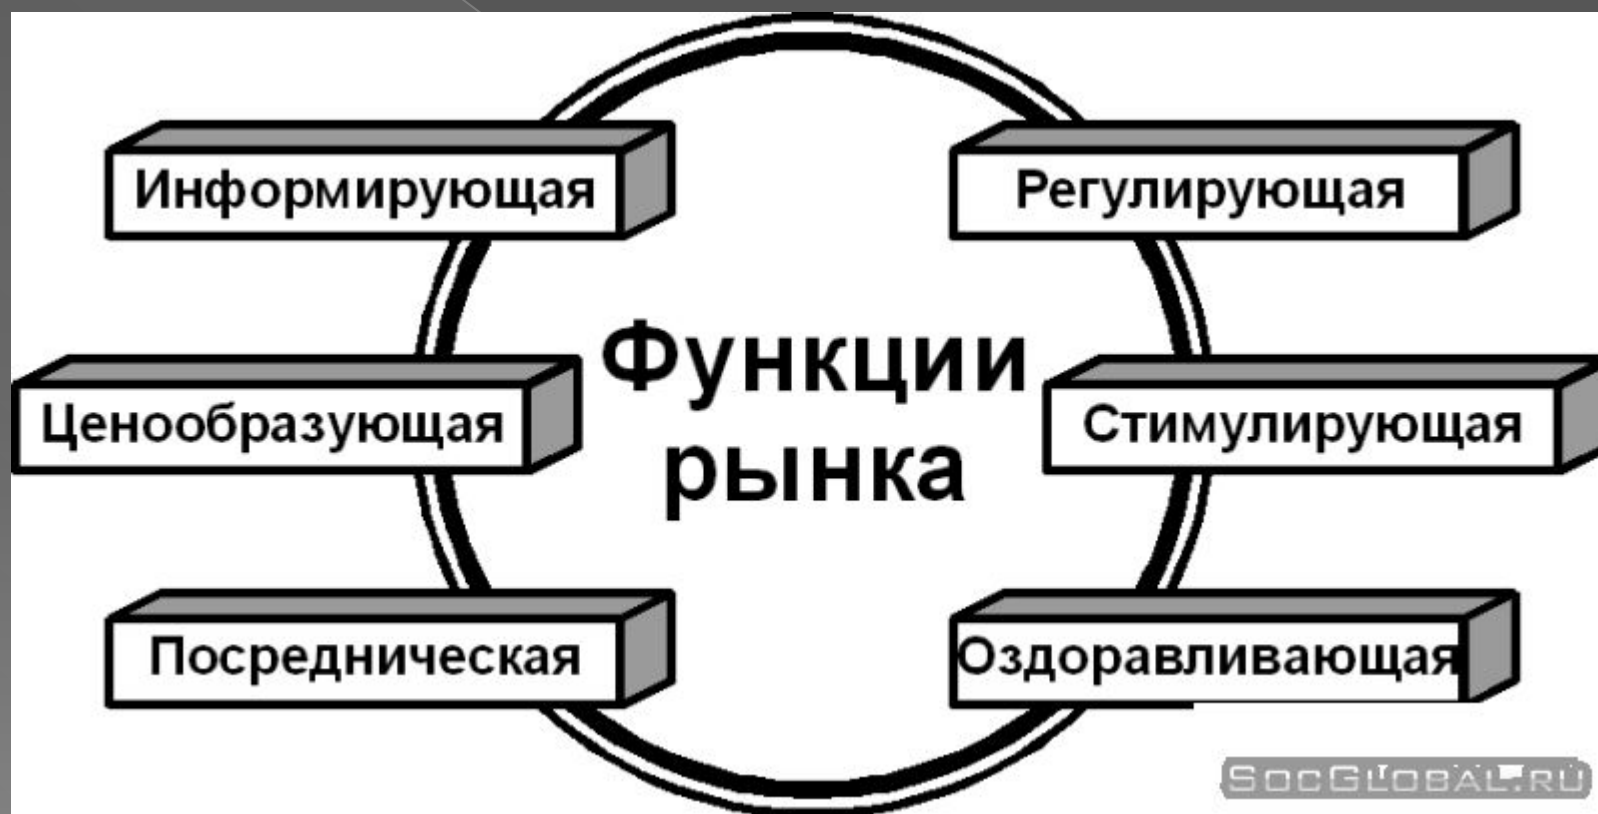 Информирующая
Регулирующая
Функции
рынка
Ценообразующая
Стимулирующая
Посредническая
Оздоравливающая
SOCGLOBAL.RU